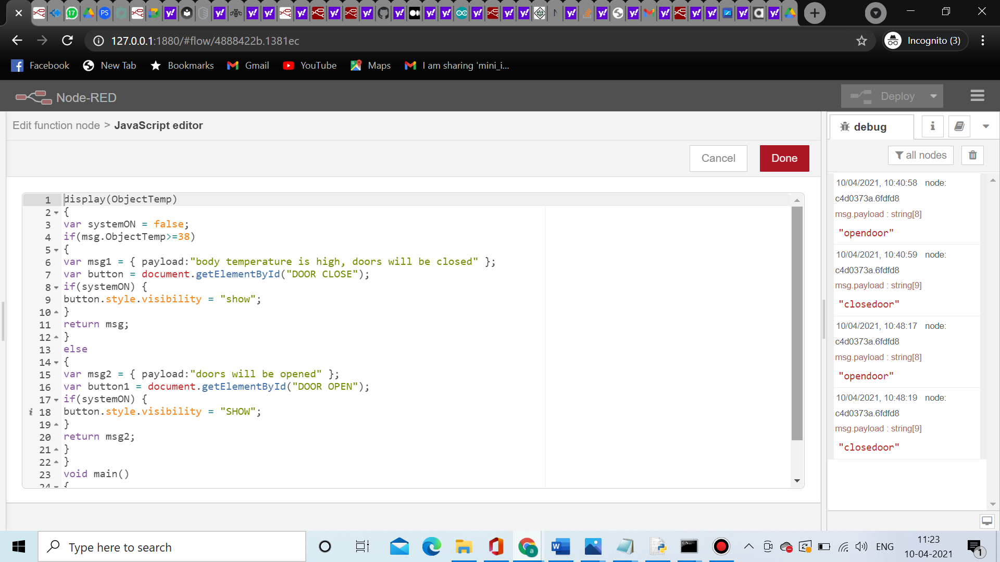 127.0.0.1:1880/#flow/4888422b.1381ec
Incognito (3)
Facebook
New Tab
Bookmarks
Gmail
YouTube
Maps
I am sharing 'mini_i...
Node-RED
Deploy
Edit function node > JavaScript editor
Cancel
Done
1 display(ObjectTemp)
2 {
3 var systemON = false;
4 if(msg.ObjectTemp>=38)
5 {
6 var msg1 = { payload:"body temperature is high, doors will be closed" };
7 var button = document.getElementById("DOOR CLOSE");
8 if(systemON) {
9 button.style.visibility = "show";
10 }
11 return msg;
12 }
13 else
14 {
15 var msg2 = { payload:"doors will be opened" };
16 var button1 = document.getElementById("DOOR OPEN");
17 if(systemON) {
i 18 button.style.visibility = "SHOW";
19 }
20 return msg2;
21 }
22 }
23 void main()
24 {
debug
i
all nodes
10/04/2021, 10:40:58 node:
c4d0373a.6fdfd8
msg.payload : string[8]
"opendoor"
10/04/2021, 10:40:59 node:
c4d0373a.6fdfd8
msg.payload : string[9]
"closedoor"
10/04/2021, 10:48:17 node:
c4d0373a.6fdfd8
msg.payload : string[8]
"opendoor"
10/04/2021, 10:48:19 node:
c4d0373a.6fdfd8
msg.payload : string[9]
"closedoor"
Type here to search
ENG
11:23
10-04-2021
1